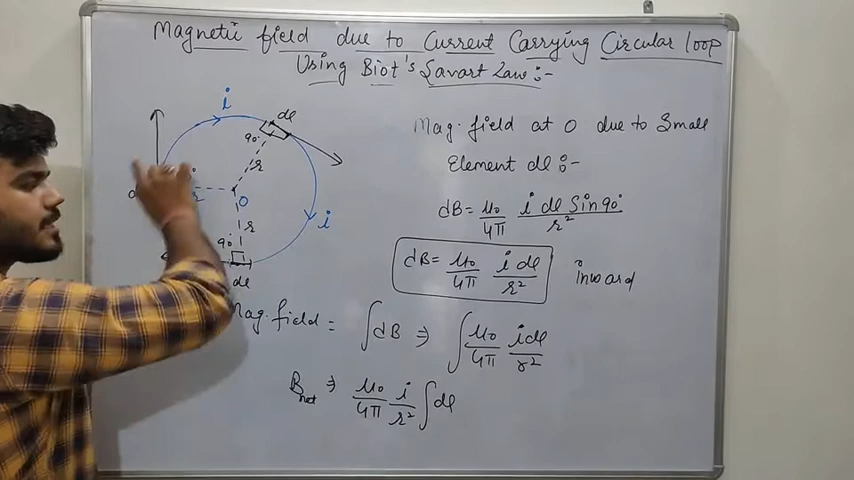 Magnetic field due to Current Carrying Circular loop
Using Biot's Savart Law :-
i
dl
90°
r
O
r
i
r
90°
dl
Mag. field at O due to Small
Element dl :-
dB = μ₀/4π i dl Sin90°/r²
dB = μ₀/4π i dl/r² inward
Mag. field = ∫dB ⇒ ∫ μ₀/4π idl/r²
Bnet ⇒ μ₀/4π i/r² ∫dl